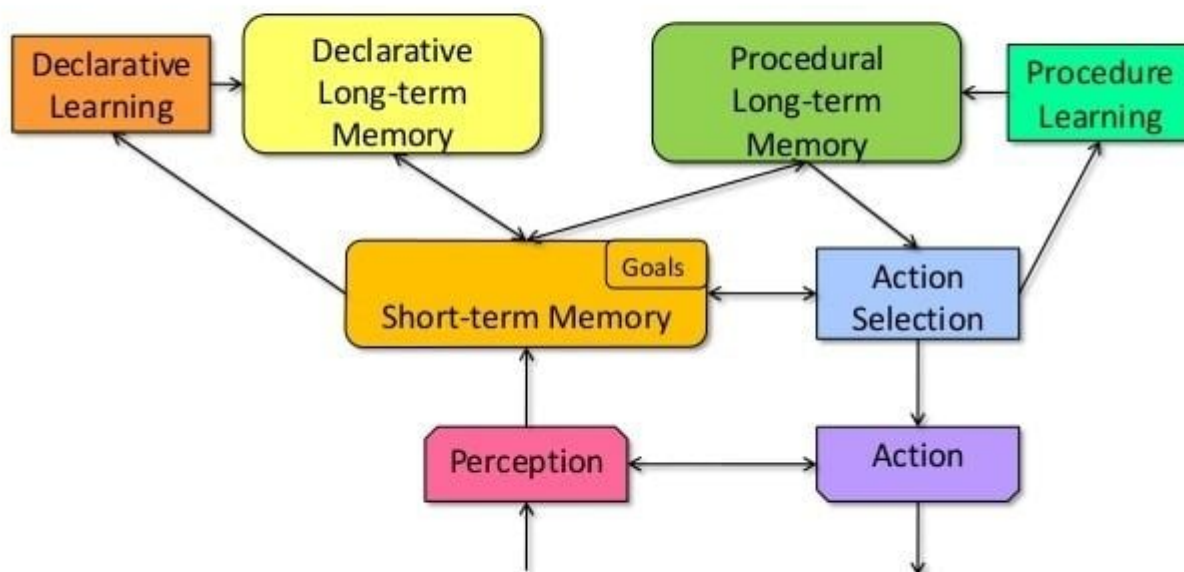 Declarative
Learning
Declarative
Long-term
Memory
Procedural
Long-term
Memory
Procedure
Learning
Goals
Short-term Memory
Action
Selection
Perception
Action